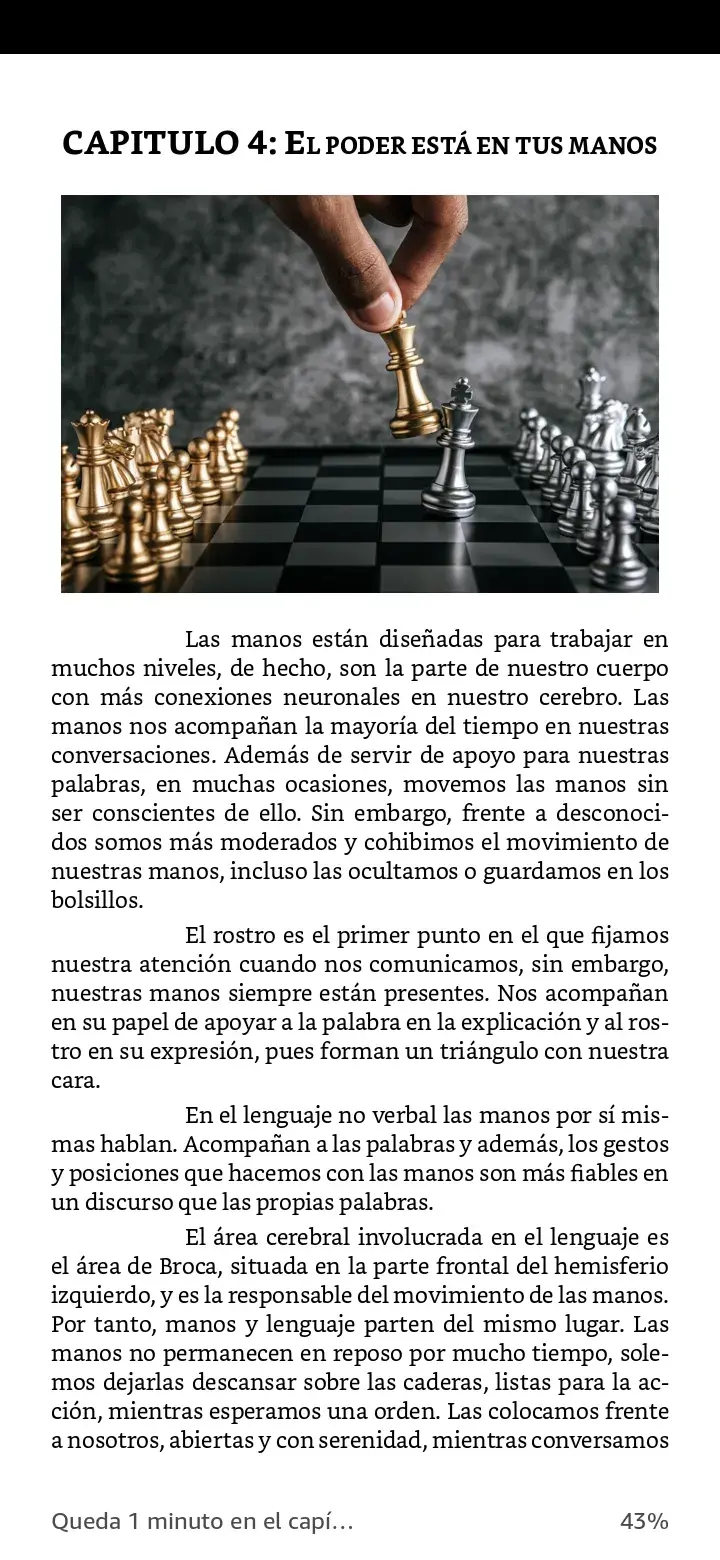 CAPITULO 4: EL PODER ESTÁ EN TUS MANOS
Las manos están diseñadas para trabajar en
muchos niveles, de hecho, son la parte de nuestro cuerpo
con más conexiones neuronales en nuestro cerebro. Las
manos nos acompañan la mayoría del tiempo en nuestras
conversaciones. Además de servir de apoyo para nuestras
palabras, en muchas ocasiones, movemos las manos sin
ser conscientes de ello. Sin embargo, frente a desconoci-
dos somos más moderados y cohibimos el movimiento de
nuestras manos, incluso las ocultamos o guardamos en los
bolsillos.
El rostro es el primer punto en el que fijamos
nuestra atención cuando nos comunicamos, sin embargo,
nuestras manos siempre están presentes. Nos acompañan
en su papel de apoyar a la palabra en la explicación y al ros-
tro en su expresión, pues forman un triángulo con nuestra
cara.
En el lenguaje no verbal las manos por sí mis-
mas hablan. Acompañan a las palabras y además, los gestos
y posiciones que hacemos con las manos son más fiables en
un discurso que las propias palabras.
El área cerebral involucrada en el lenguaje es
el área de Broca, situada en la parte frontal del hemisferio
izquierdo, y es la responsable del movimiento de las manos.
Por tanto, manos y lenguaje parten del mismo lugar. Las
manos no permanecen en reposo por mucho tiempo, sole-
mos dejarlas descansar sobre las caderas, listas para la ac-
ción, mientras esperamos una orden. Las colocamos frente
a nosotros, abiertas y con serenidad, mientras conversamos
Queda 1 minuto en el capí… 43%